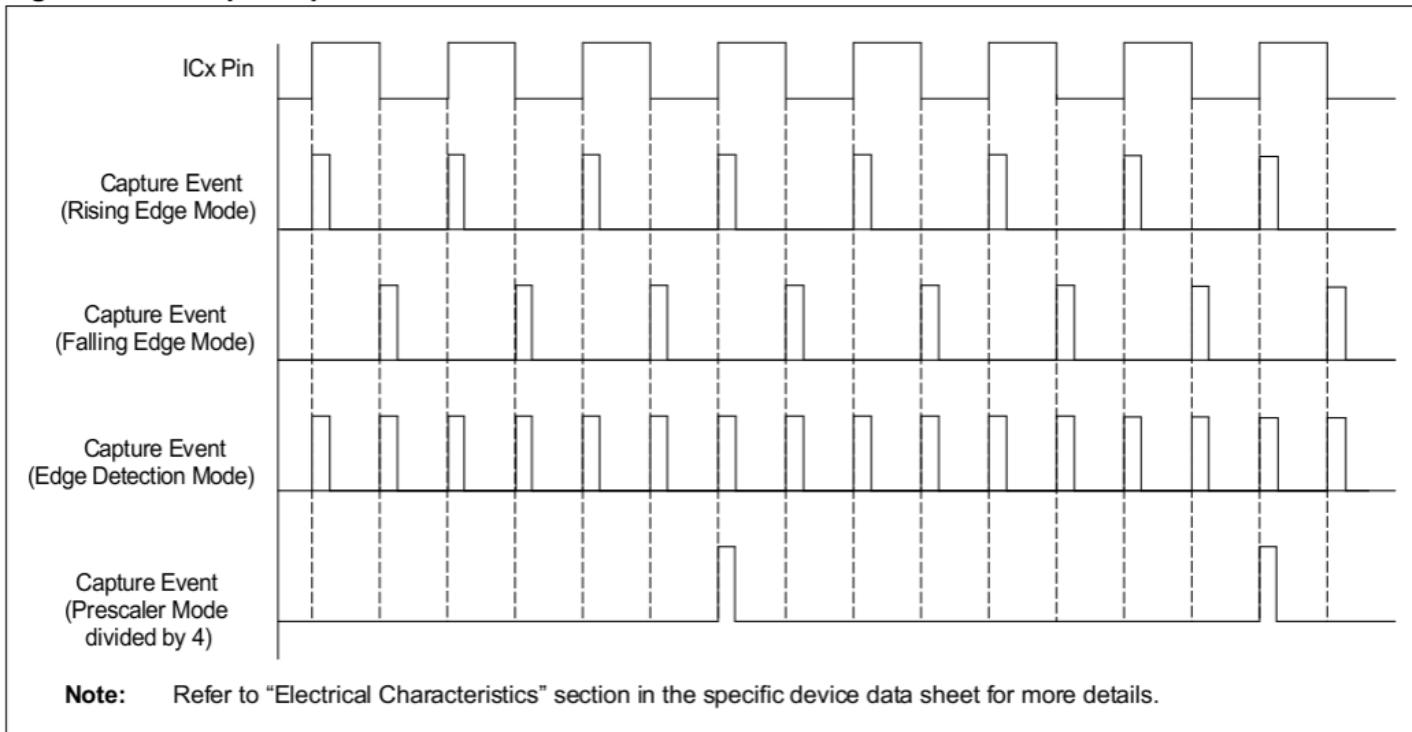 ICx Pin
Capture Event
(Rising Edge Mode)
Capture Event
(Falling Edge Mode)
Capture Event
(Edge Detection Mode)
Capture Event
(Prescaler Mode
divided by 4)
Note: Refer to “Electrical Characteristics” section in the specific device data sheet for more details.